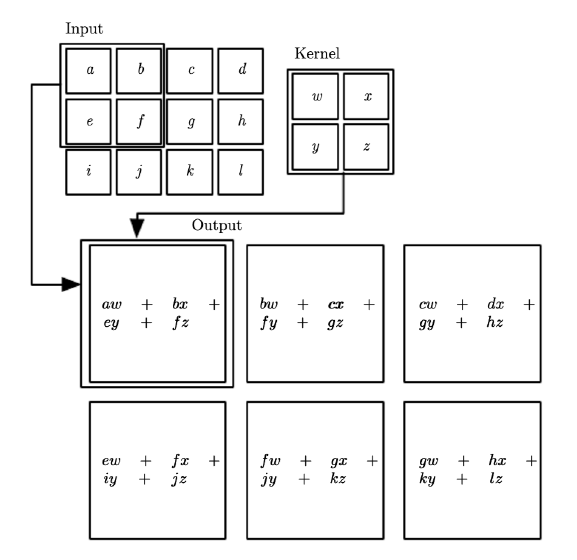 Input
a b c d
e f g h
i j k l
Kernel
w x
y z
Output
aw + bx +
ey + fz
bw + cx +
fy + gz
cw + dx +
gy + hz
ew + fx +
iy + jz
fw + gx +
jy + kz
gw + hx +
ky + lz